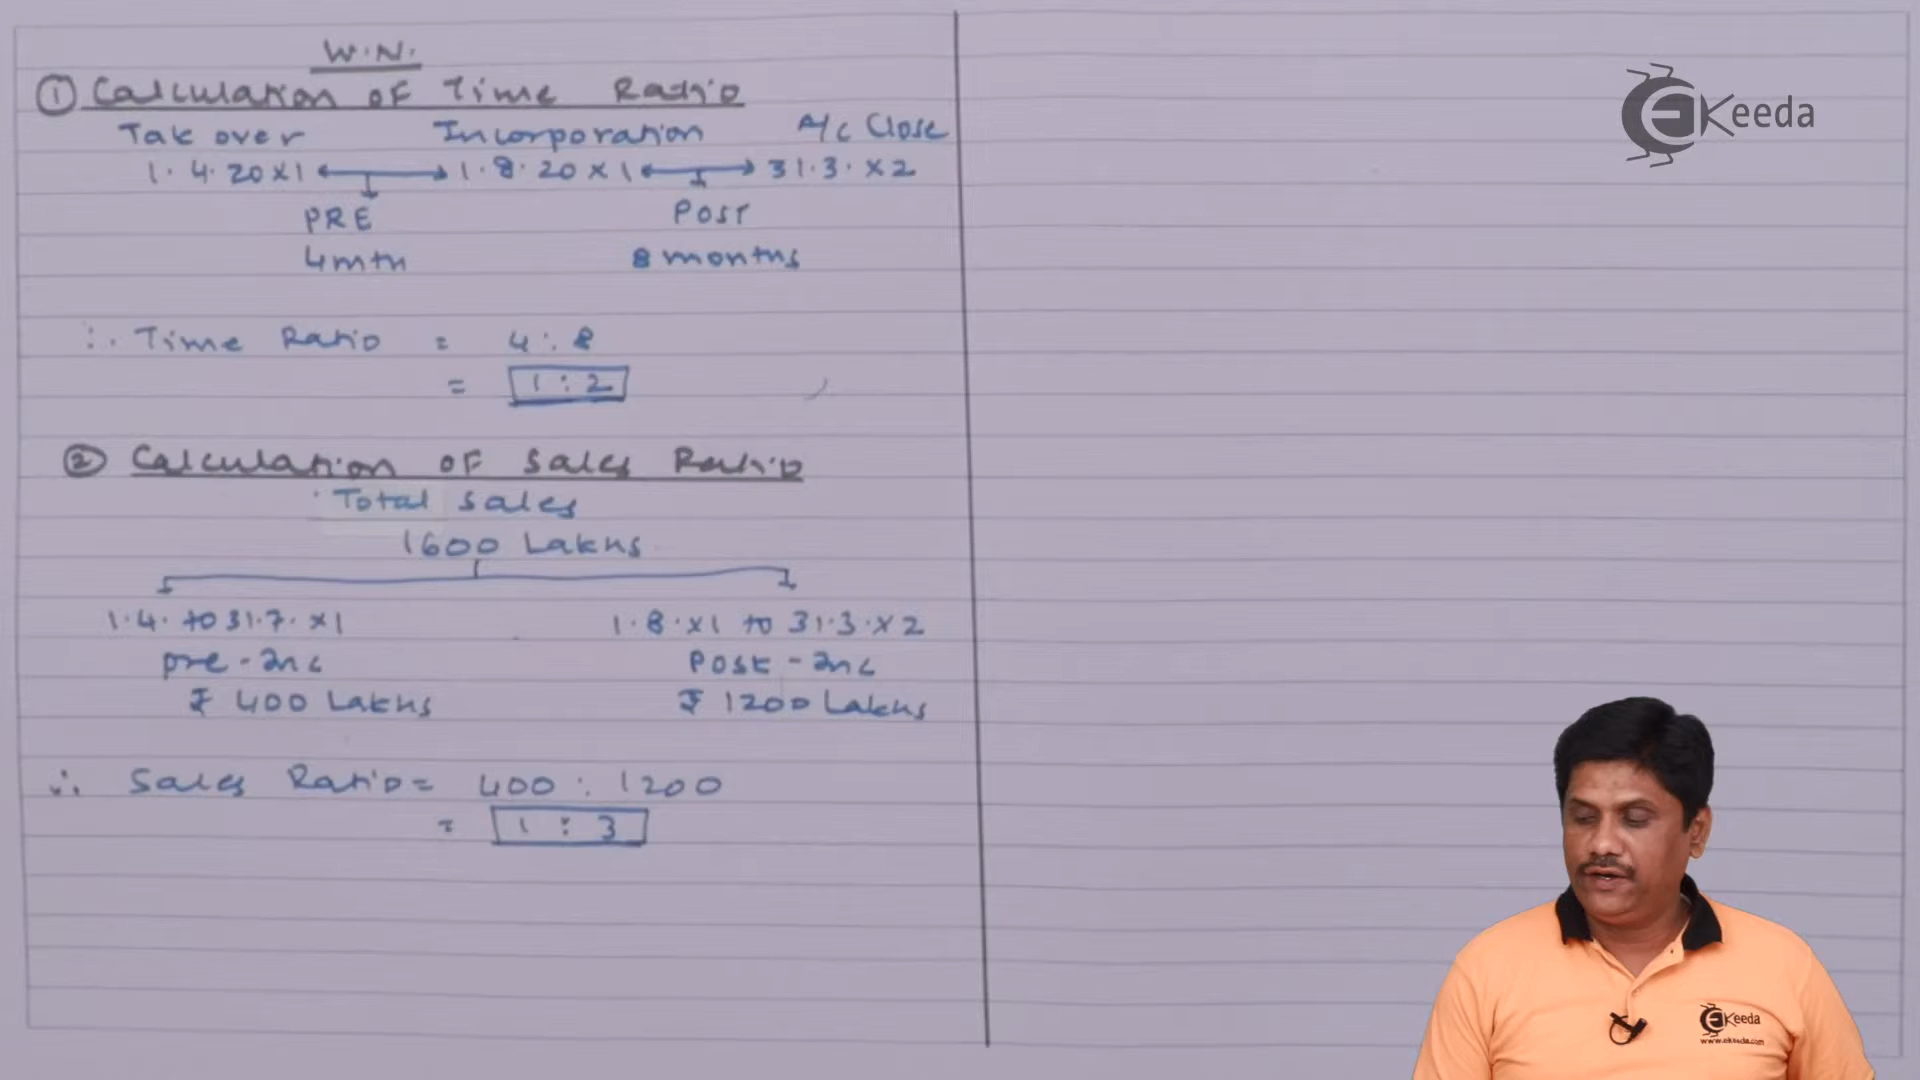 W.N.
① Calculation of Time Ratio
Take over Incorporation A/c Close
1.4.20X1 1.8.20X1 31.3.X2
PRE Post
4mth 8 months
∴ Time Ratio = 4:8
= 1:2
② Calculation of Sales Ratio
Total Sales
1600 Lakhs
1.4. to 31.7.X1 1.8.X1 to 31.3.X2
pre-Inc Post-Inc
₹ 400 Lakhs ₹ 1200 Lakhs
∴ Sales Ratio = 400 : 1200
= 1 : 3
EKeeda
EKeeda
www.ekeeda.com